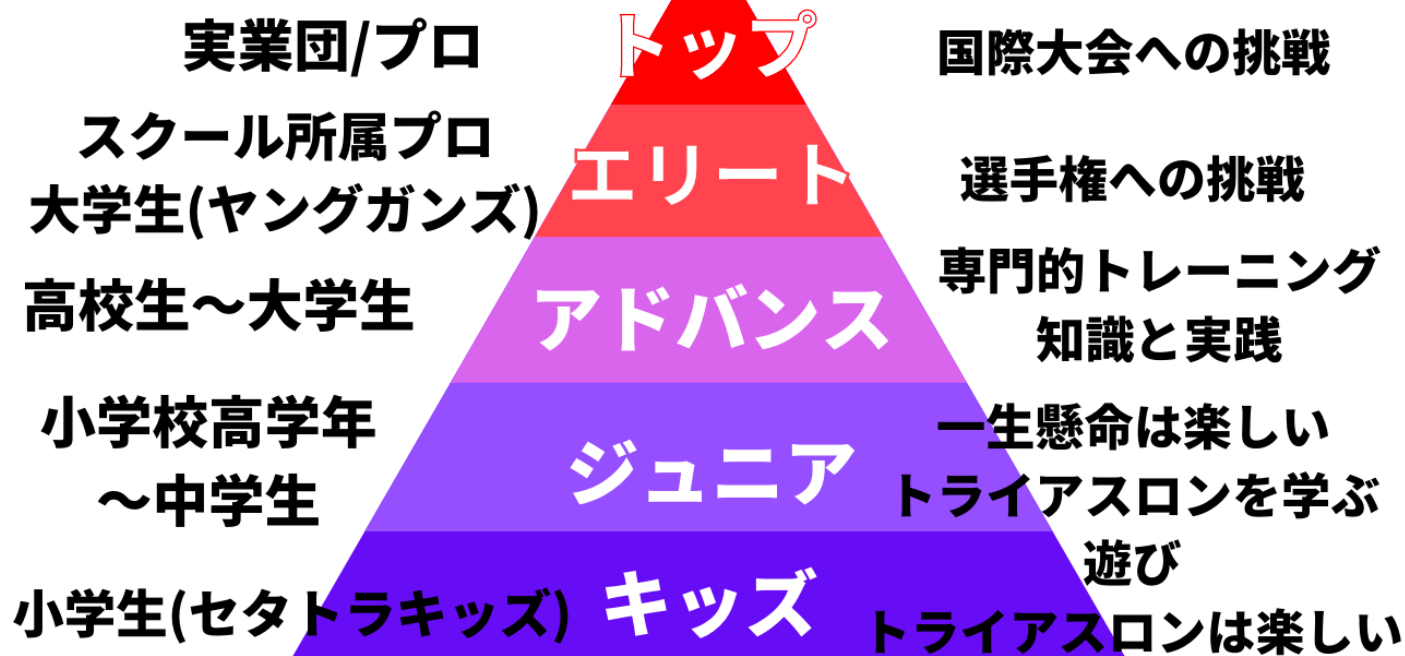 実業団/プロ
トップ
国際大会への挑戦
スクール所属プロ
大学生(ヤングガンズ)
エリート
選手権への挑戦
高校生～大学生
アドバンス
専門的トレーニング
知識と実践
小学校高学年
～中学生
ジュニア
一生懸命は楽しい
トライアスロンを学ぶ
小学生(セタトラキッズ)
キッズ
遊び
トライアスロンは楽しい